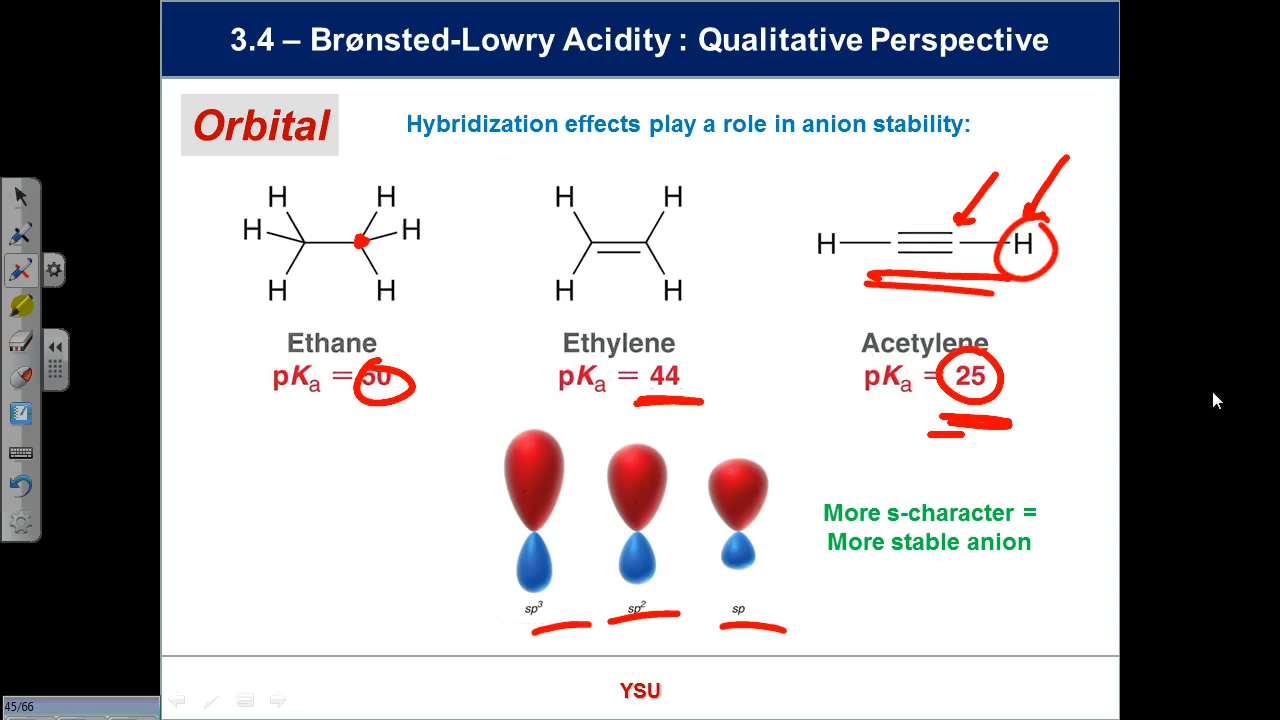 3.4 – Brønsted-Lowry Acidity : Qualitative Perspective
Orbital
Hybridization effects play a role in anion stability:
H H H H
H H H H
H H H H
Ethane Ethylene Acetylene
pKa = 50 pKa = 44 pKa = 25
More s-character =
More stable anion
sp3 sp2 sp
YSU
45/66